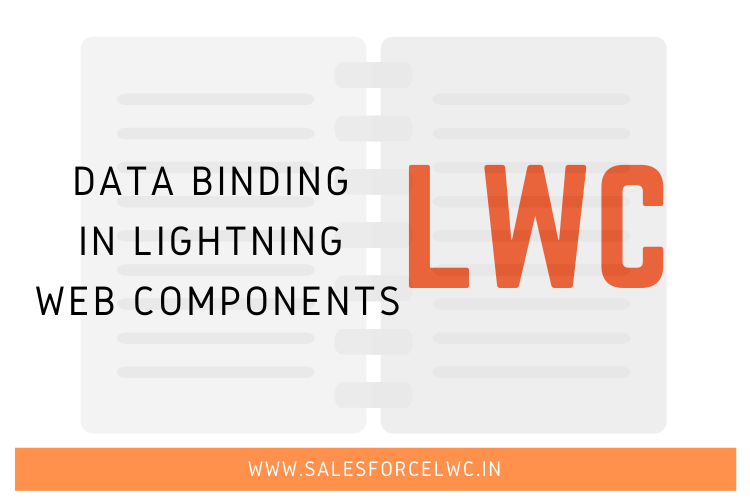 DATA BINDING
IN LIGHTNING
WEB COMPONENTS
LWC
WWW.SALESFORCELWC.IN